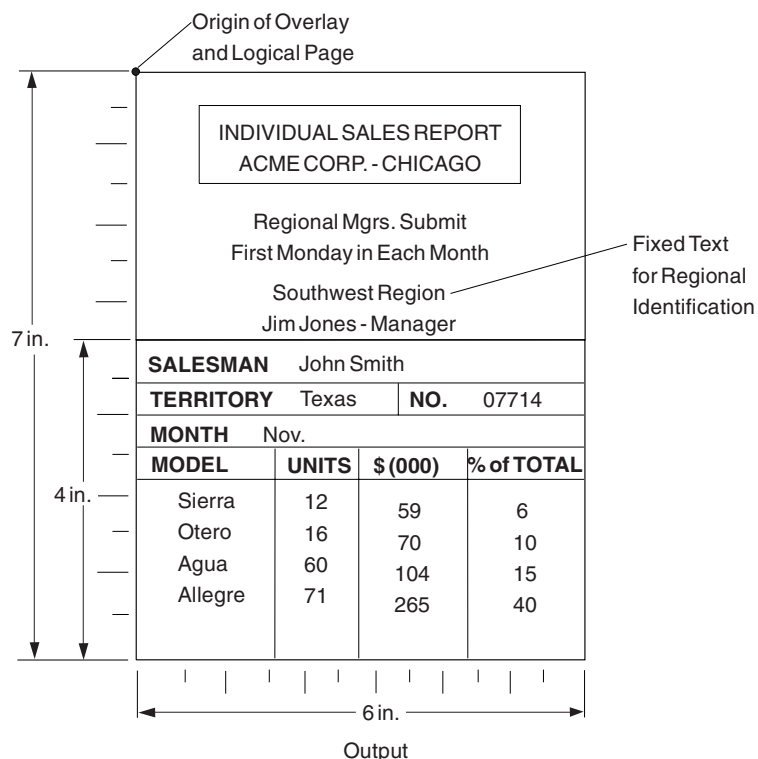 Origin of Overlay
and Logical Page
INDIVIDUAL SALES REPORT
ACME CORP. - CHICAGO
Regional Mgrs. Submit
First Monday in Each Month
Southwest Region
Jim Jones - Manager
Fixed Text
for Regional
Identification
7 in.
SALESMAN John Smith
TERRITORY Texas NO. 07714
MONTH Nov.
MODEL UNITS $ (000) % of TOTAL
4 in.
Sierra 12 59 6
Otero 16 70 10
Agua 60 104 15
Allegre 71 265 40
6 in.
Output